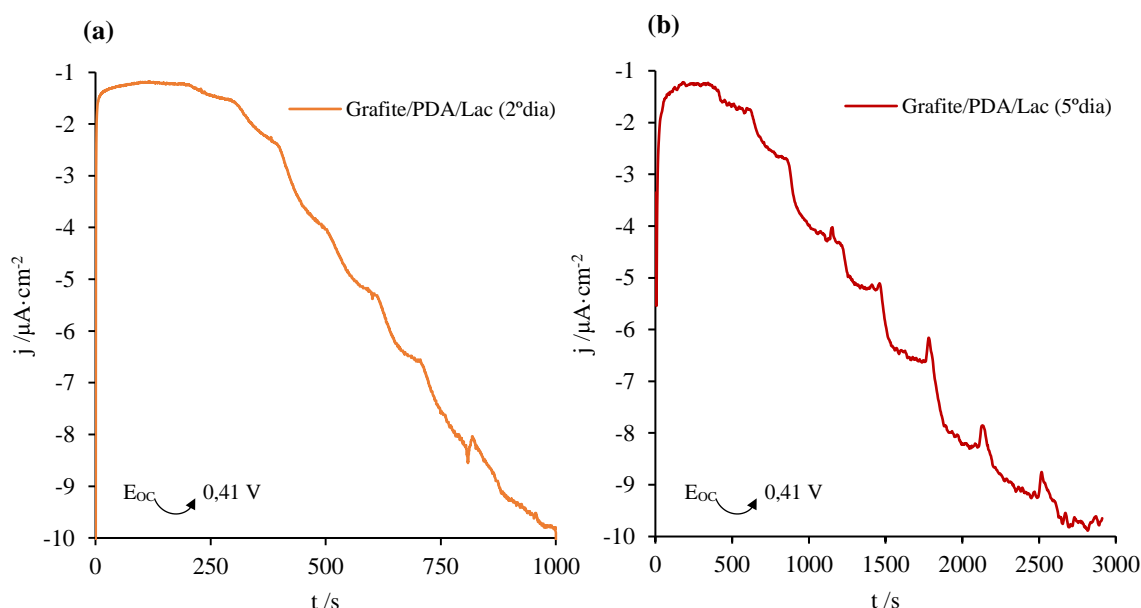 (a)
j /µA·cm⁻²
-1
-2
-3
-4
-5
-6
-7
-8
-9
-10
Grafite/PDA/Lac (2ºdia)
E_OC 0,41 V
0 250 500 750 1000
t /s
(b)
j /µA·cm⁻²
-1
-2
-3
-4
-5
-6
-7
-8
-9
-10
Grafite/PDA/Lac (5ºdia)
E_OC 0,41 V
0 500 1000 1500 2000 2500 3000
t /s